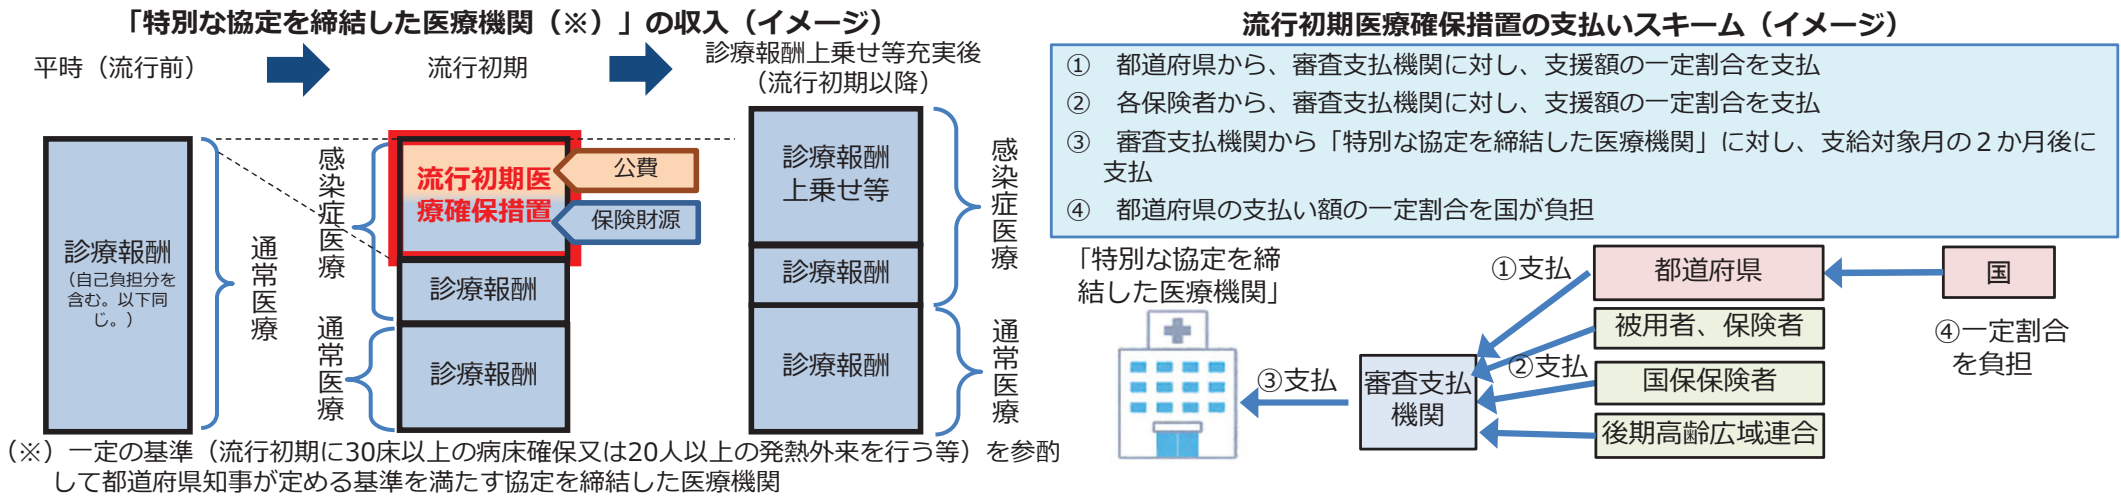 「特別な協定を締結した医療機関（※）」の収入（イメージ）
平時（流行前）
流行初期
診療報酬上乗せ等充実後
（流行初期以降）
診療報酬
（自己負担分を
含む。以下同
じ。）
通常医療
感染症医療
通常医療
流行初期医
療確保措置
公費
保険財源
診療報酬
診療報酬
診療報酬
上乗せ等
診療報酬
診療報酬
感染症医療
通常医療
（※）一定の基準（流行初期に30床以上の病床確保又は20人以上の発熱外来を行う等）を参酌
して都道府県知事が定める基準を満たす協定を締結した医療機関
流行初期医療確保措置の支払いスキーム（イメージ）
① 都道府県から、審査支払機関に対し、支援額の一定割合を支払
② 各保険者から、審査支払機関に対し、支援額の一定割合を支払
③ 審査支払機関から「特別な協定を締結した医療機関」に対し、支給対象月の２か月後に
支払
④ 都道府県の支払い額の一定割合を国が負担
「特別な協定を締
結した医療機関」
③支払
審査支払
機関
①支払
②支払
都道府県
被用者、保険者
国保保険者
後期高齢広域連合
国
④一定割合
を負担